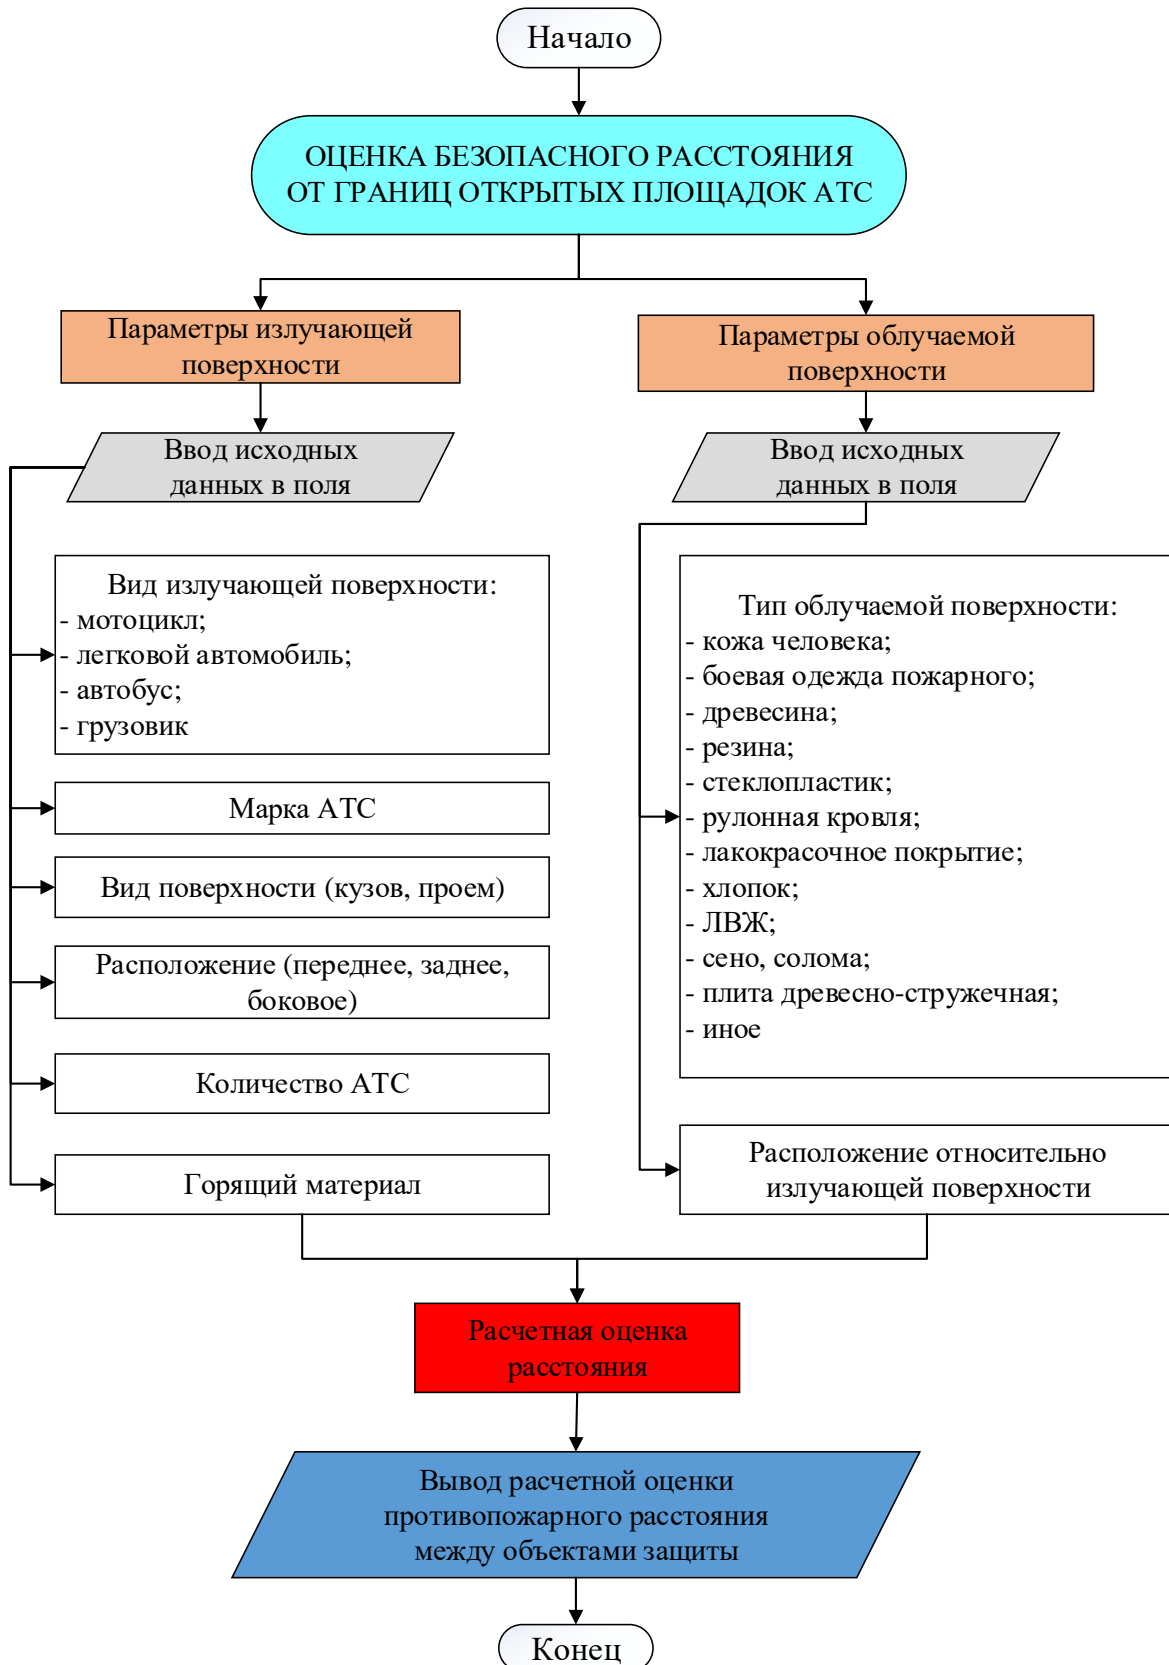 Начало
ОЦЕНКА БЕЗОПАСНОГО РАССТОЯНИЯ
ОТ ГРАНИЦ ОТКРЫТЫХ ПЛОЩАДОК АТС
Параметры излучающей
поверхности
Ввод исходных
данных в поля
Вид излучающей поверхности:
- мотоцикл;
- легковой автомобиль;
- автобус;
- грузовик
Марка АТС
Вид поверхности (кузов, проем)
Расположение (переднее, заднее,
боковое)
Количество АТС
Горящий материал
Параметры облучаемой
поверхности
Ввод исходных
данных в поля
Тип облучаемой поверхности:
- кожа человека;
- боевая одежда пожарного;
- древесина;
- резина;
- стеклопластик;
- рулонная кровля;
- лакокрасочное покрытие;
- хлопок;
- ЛВЖ;
- сено, солома;
- плита древесно-стружечная;
- иное
Расположение относительно
излучающей поверхности
Расчетная оценка
расстояния
Вывод расчетной оценки
противопожарного расстояния
между объектами защиты
Конец